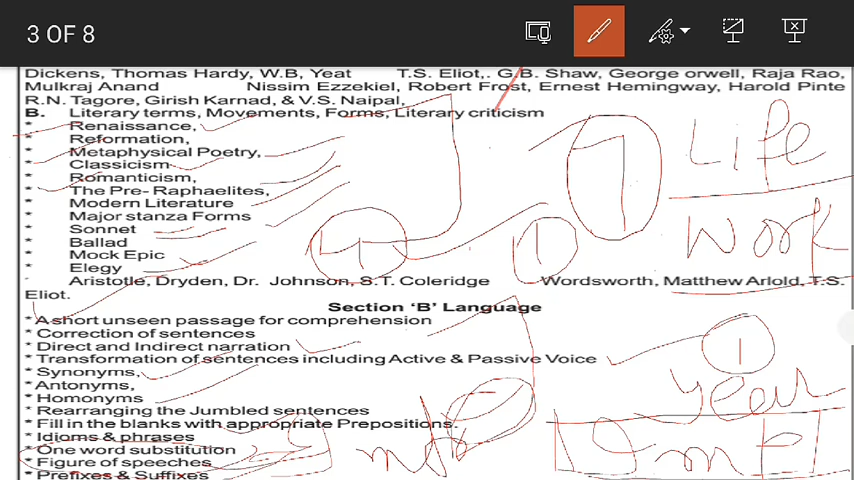 3 OF 8
Dickens, Thomas Hardy, W.B, Yeat T.S. Eliot,. G.B. Shaw, George orwell, Raja Rao,
Mulkraj Anand Nissim Ezzekiel, Robert Frost, Ernest Hemingway, Harold Pinte
R.N. Tagore, Girish Karnad, & V.S. Naipal,
B. Literary terms, Movements, Forms, Literary criticism
* Renaissance,
* Reformation,
* Metaphysical Poetry,
* Classicism
* Romanticism,
* The Pre- Raphaelites,
* Modern Literature
* Major stanza Forms
* Sonnet
* Ballad
* Mock Epic
* Elegy
Life
Work
4
1
7
Aristotle, Dryden, Dr. Johnson, S.T. Coleridge Wordsworth, Matthew Arlold, T.S.
Eliot.
Section ‘B’ Language
* A short unseen passage for comprehension
* Correction of sentences
* Direct and Indirect narration
* Transformation of sentences including Active & Passive Voice
1
* Synonyms,
* Antonyms,
* Homonyms
year
* Rearranging the Jumbled sentences
* Fill in the blanks with appropriate Prepositions.
* Idioms & phrases
* One word substitution
* Figure of speeches
* Prefixes & Suffixes